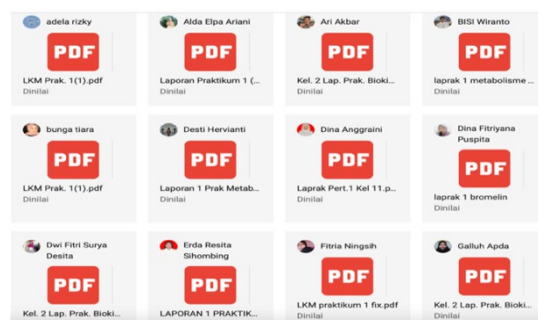 adela rizky
PDF
LKM Prak. 1(1).pdf
Dinilai
Alda Elpa Ariani
PDF
Laporan Praktikum 1 (...
Dinilai
Ari Akbar
PDF
Kel. 2 Lap. Prak. Bioki...
Dinilai
BISI Wiranto
PDF
laprak 1 metabolisme ...
Dinilai
bunga tiara
PDF
LKM Prak. 1(1).pdf
Dinilai
Desti Hervianti
PDF
Laporan 1 Prak Metab...
Dinilai
Dina Anggraini
PDF
Laprak Pert.1 Kel 11.p...
Dinilai
Dina Fitriyana
Puspita
PDF
laprak 1 bromelin
Dinilai
Dwi Fitri Surya
Desita
PDF
Kel. 2 Lap. Prak. Bioki...
Erda Resita
Sihombing
PDF
LAPORAN 1 PRAKTIK...
Fitria Ningsih
PDF
LKM praktikum 1 fix.pdf
Dinilai
Galluh Apda
PDF
Kel. 2 Lap. Prak. Bioki...
Dinilai